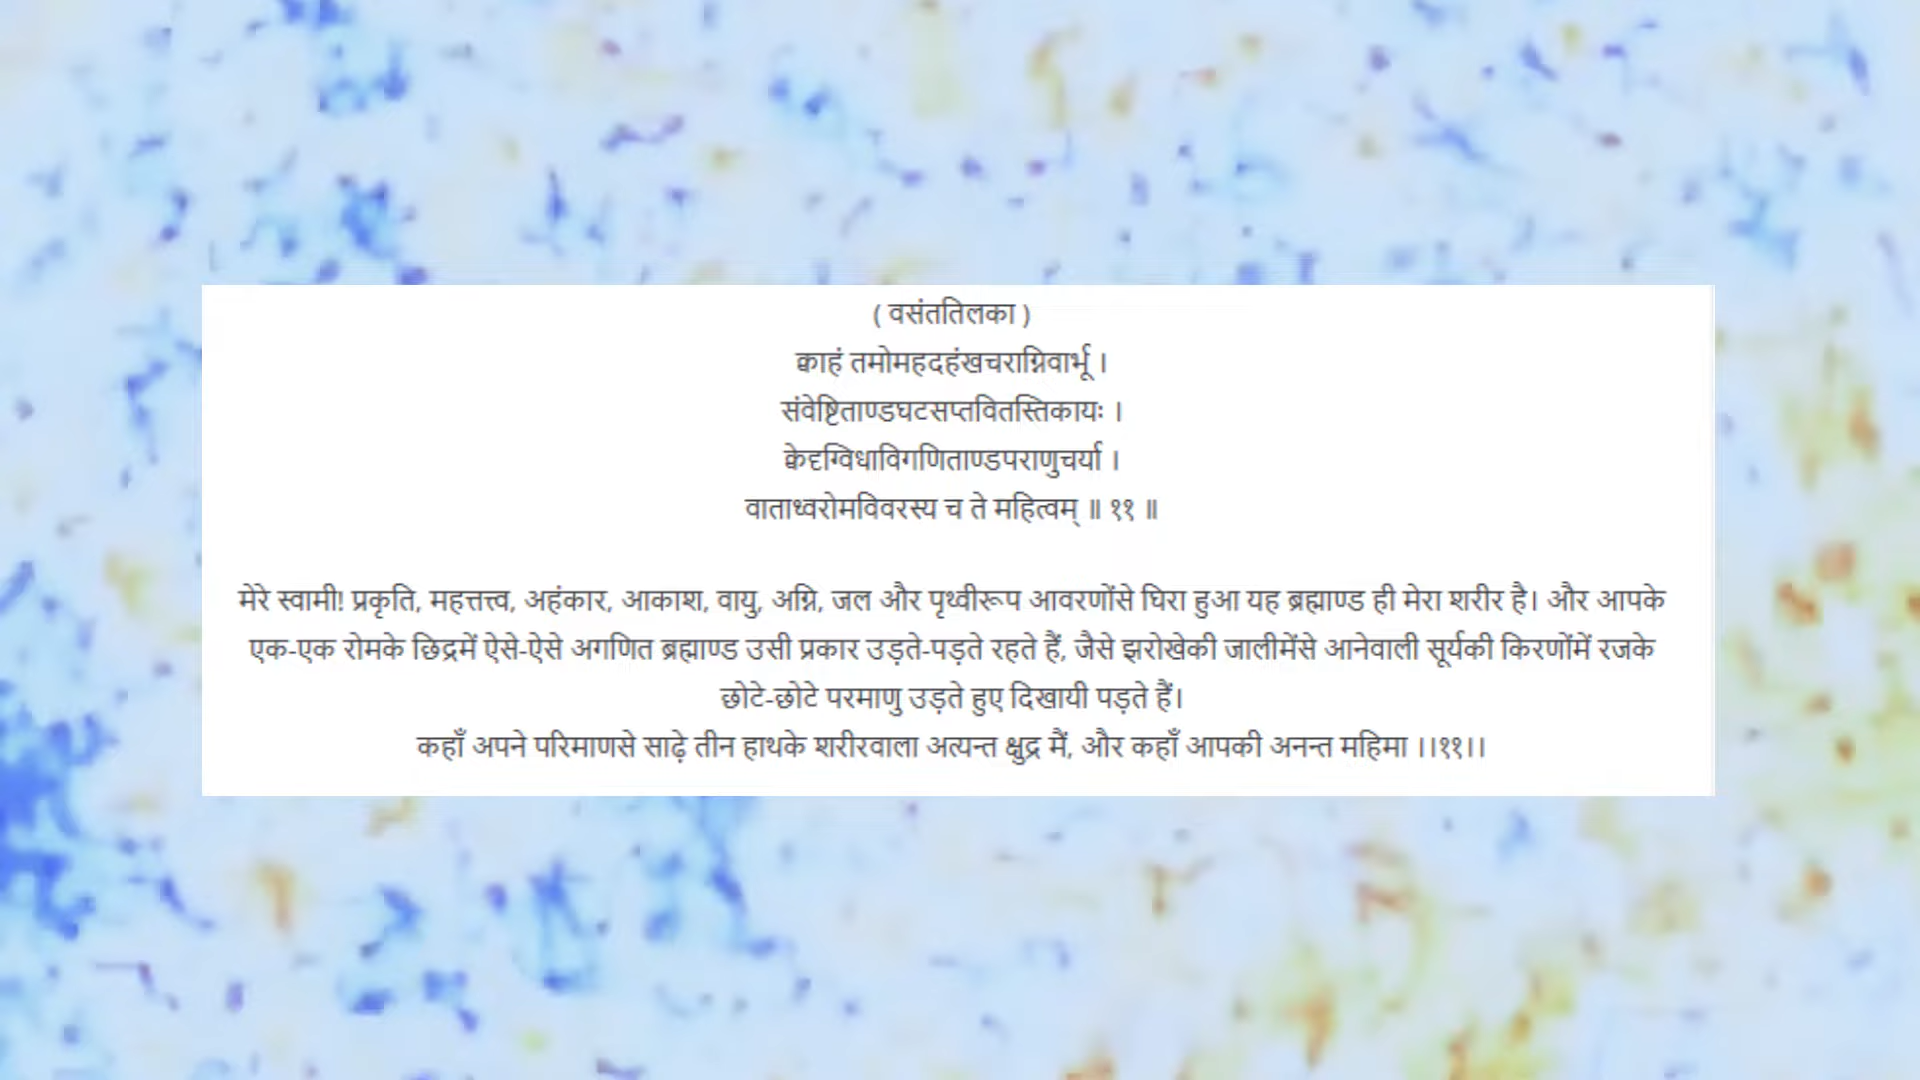 ( वसंततिलका )
क्वाहं तमोमहदहंखचराग्निवार्भू ।
संवेष्टिताण्डघटसप्तवितस्तिकायः ।
क्वेदृग्विधाविगणिताण्डपराणुचर्या ।
वाताध्वरोमविवरस्य च ते महित्वम् ॥ ११ ॥
मेरे स्वामी! प्रकृति, महत्तत्त्व, अहंकार, आकाश, वायु, अग्नि, जल और पृथ्वीरूप आवरणोंसे घिरा हुआ यह ब्रह्माण्ड ही मेरा शरीर है। और आपके
एक-एक रोमके छिद्रमें ऐसे-ऐसे अगणित ब्रह्माण्ड उसी प्रकार उड़ते-पड़ते रहते हैं, जैसे झरोखेकी जालीमेंसे आनेवाली सूर्यकी किरणोंमें रजके
छोटे-छोटे परमाणु उड़ते हुए दिखायी पड़ते हैं।
कहाँ अपने परिमाणसे साढ़े तीन हाथके शरीरवाला अत्यन्त क्षुद्र मैं, और कहाँ आपकी अनन्त महिमा ।।११।।